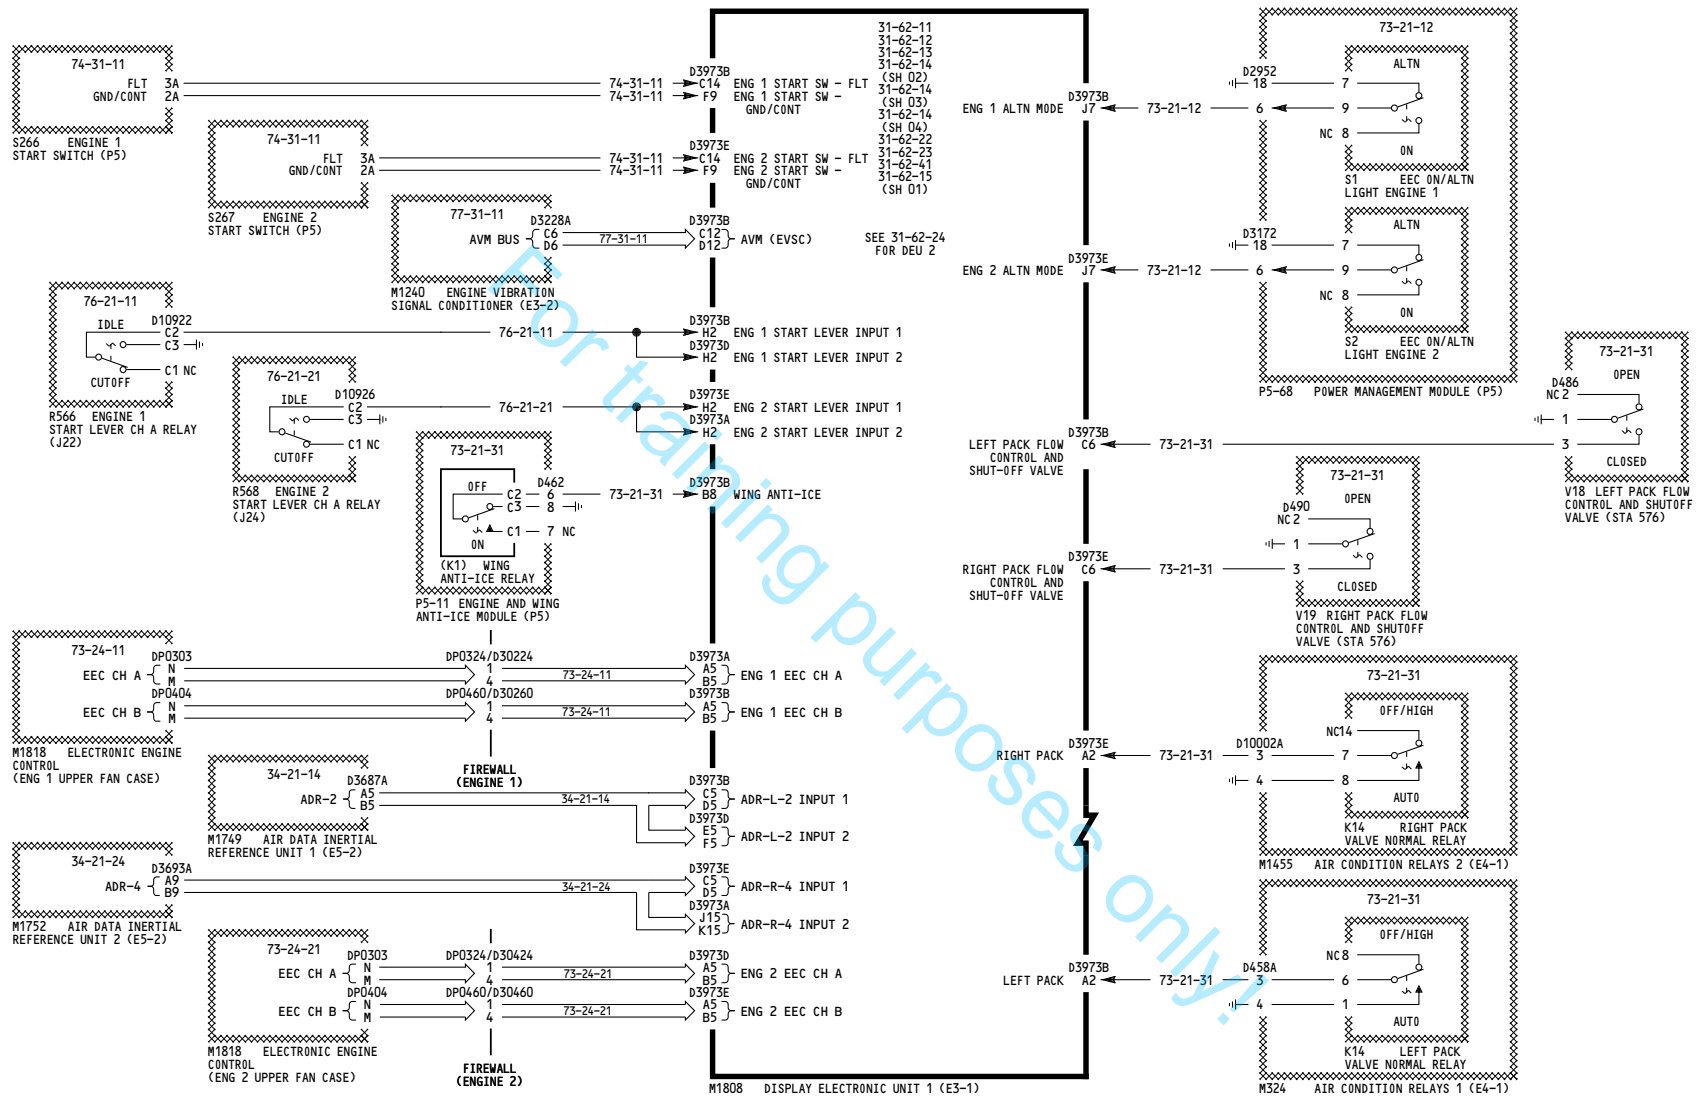 74-31-11
FLT 3A
GND/CONT 2A
S266 ENGINE 1
START SWITCH (P5)
74-31-11
FLT 3A
GND/CONT 2A
S267 ENGINE 2
START SWITCH (P5)
74-31-11
74-31-11
D3973B
C14 ENG 1 START SW – FLT
F9 ENG 1 START SW –
GND/CONT
74-31-11
74-31-11
D3973E
C14 ENG 2 START SW – FLT
F9 ENG 2 START SW –
GND/CONT
77-31-11
D3228A
AVM BUS C6
D6
77-31-11
M1240 ENGINE VIBRATION
SIGNAL CONDITIONER (E3-2)
D3973B
C12
D12 AVM (EVSC)
76-21-11
IDLE D10922
C2
C3
C1 NC
CUTOFF
R566 ENGINE 1
START LEVER CH A RELAY
(J22)
76-21-11
D3973B
H2 ENG 1 START LEVER INPUT 1
D3973D
H2 ENG 1 START LEVER INPUT 2
76-21-21
D10926
IDLE C2
C3
C1 NC
CUTOFF
R568 ENGINE 2
START LEVER CH A RELAY
(J24)
76-21-21
D3973E
H2 ENG 2 START LEVER INPUT 1
D3973A
H2 ENG 2 START LEVER INPUT 2
73-21-31
OFF D462
C2 6
C3 8
C1 7 NC
ON
(K1) WING
ANTI-ICE RELAY
P5-11 ENGINE AND WING
ANTI-ICE MODULE (P5)
73-21-31
D3973B
B8 WING ANTI-ICE
73-24-11
DP0303
EEC CH A N
M
DP0404
EEC CH B N
M
M1818 ELECTRONIC ENGINE
CONTROL
(ENG 1 UPPER FAN CASE)
DP0324/D30224
1
4
73-24-11
DP0460/D30260
1
4
73-24-11
FIREWALL
(ENGINE 1)
D3973A
A5
B5 ENG 1 EEC CH A
D3973B
A5
B5 ENG 1 EEC CH B
34-21-14
D3687A
ADR-2 A5
B5
M1749 AIR DATA INERTIAL
REFERENCE UNIT 1 (E5-2)
34-21-14
D3973B
C5
D5 ADR-L-2 INPUT 1
D3973D
E5
F5 ADR-L-2 INPUT 2
34-21-24
D3693A
ADR-4 A9
B9
M1752 AIR DATA INERTIAL
REFERENCE UNIT 2 (E5-2)
34-21-24
D3973E
C5
D5 ADR-R-4 INPUT 1
D3973A
J15
K15 ADR-R-4 INPUT 2
73-24-21
DP0303
EEC CH A N
M
DP0404
EEC CH B N
M
M1818 ELECTRONIC ENGINE
CONTROL
(ENG 2 UPPER FAN CASE)
DP0324/D30424
1
4
73-24-21
DP0460/D30460
1
4
73-24-21
FIREWALL
(ENGINE 2)
D3973D
A5
B5 ENG 2 EEC CH A
D3973E
A5
B5 ENG 2 EEC CH B
31-62-11
31-62-12
31-62-13
31-62-14
(SH 02)
31-62-14
(SH 03)
31-62-14
(SH 04)
31-62-22
31-62-23
31-62-41
31-62-15
(SH 01)
SEE 31-62-24
FOR DEU 2
M1808 DISPLAY ELECTRONIC UNIT 1 (E3-1)
ENG 1 ALTN MODE D3973B
J7
73-21-12
73-21-12
D2952
18 7
6 9
NC 8
ALTN
ON
S1 EEC ON/ALTN
LIGHT ENGINE 1
ENG 2 ALTN MODE D3973E
J7
73-21-12
D3172
18 7
6 9
NC 8
ALTN
ON
S2 EEC ON/ALTN
LIGHT ENGINE 2
P5-68 POWER MANAGEMENT MODULE (P5)
LEFT PACK FLOW
CONTROL AND
SHUT-OFF VALVE
D3973B
C6
73-21-31
73-21-31
OPEN
D486
NC 2
1
3
CLOSED
V18 LEFT PACK FLOW
CONTROL AND SHUTOFF
VALVE (STA 576)
RIGHT PACK FLOW
CONTROL AND
SHUT-OFF VALVE
D3973E
C6
73-21-31
73-21-31
OPEN
D490
NC 2
1
3
CLOSED
V19 RIGHT PACK FLOW
CONTROL AND SHUTOFF
VALVE (STA 576)
RIGHT PACK D3973E
A2
73-21-31
73-21-31
OFF/HIGH
D10002A
NC 14
3 7
4 8
AUTO
K14 RIGHT PACK
VALVE NORMAL RELAY
M1455 AIR CONDITION RELAYS 2 (E4-1)
LEFT PACK D3973B
A2
73-21-31
73-21-31
OFF/HIGH
D458A
NC 8
3 6
4 1
AUTO
K14 LEFT PACK
VALVE NORMAL RELAY
M324 AIR CONDITION RELAYS 1 (E4-1)
For training purposes only!